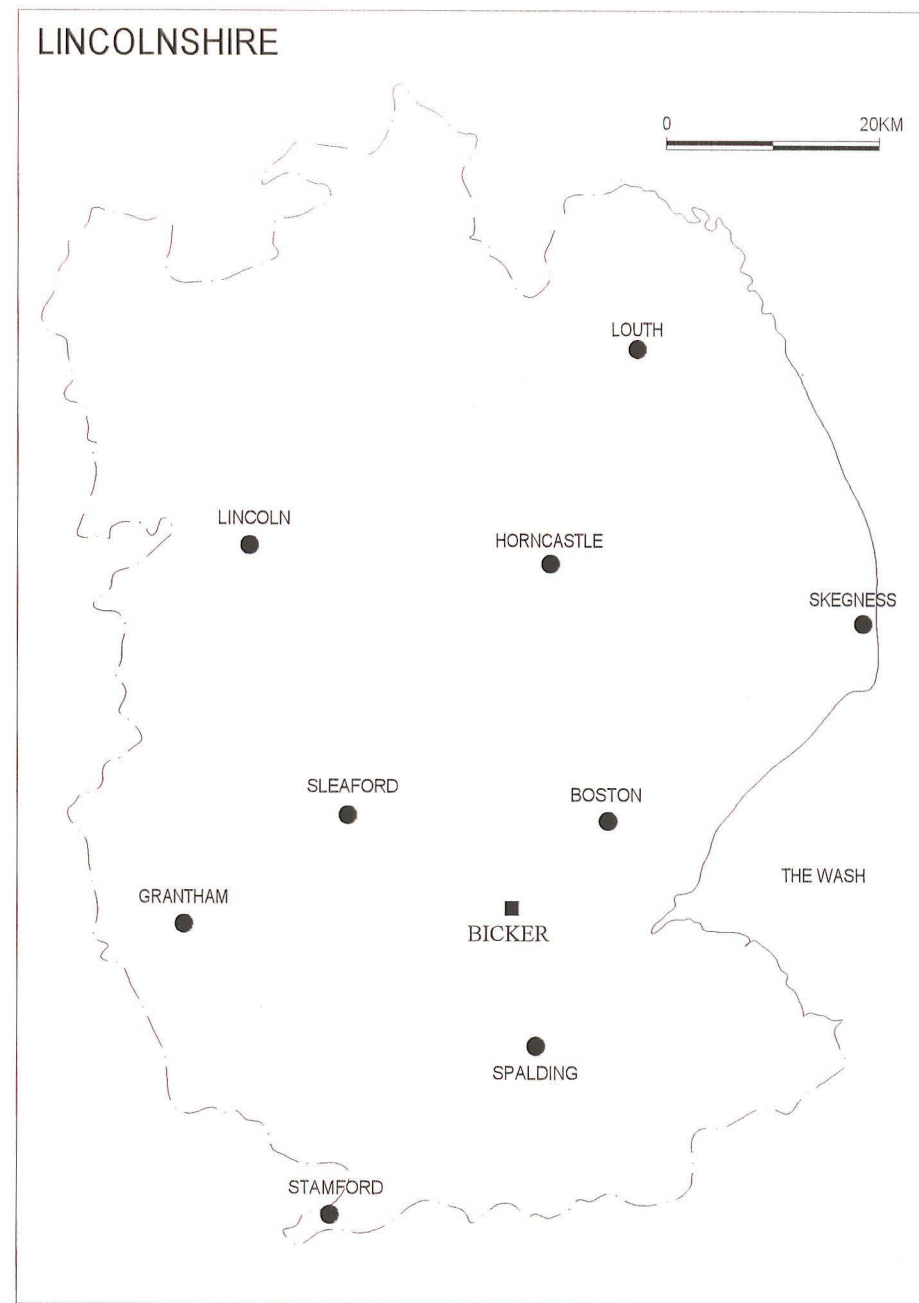 LINCOLNSHIRE
0 20KM
LOUTH
LINCOLN
HORNCASTLE
SKEGNESS
SLEAFORD
BOSTON
THE WASH
GRANTHAM
BICKER
SPALDING
STAMFORD